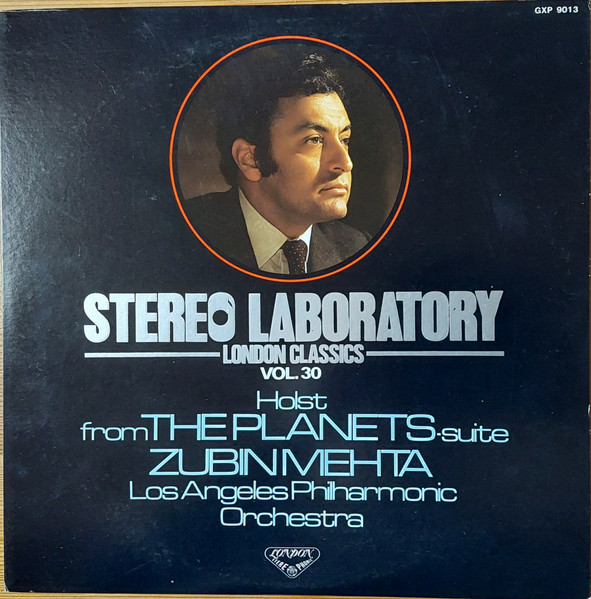 GXP 9013
STEREO LABORATORY
LONDON CLASSICS
VOL. 30
Holst
from THE PLANETS-suite
ZUBIN MEHTA
Los Angeles Philharmonic
Orchestra
LONDON